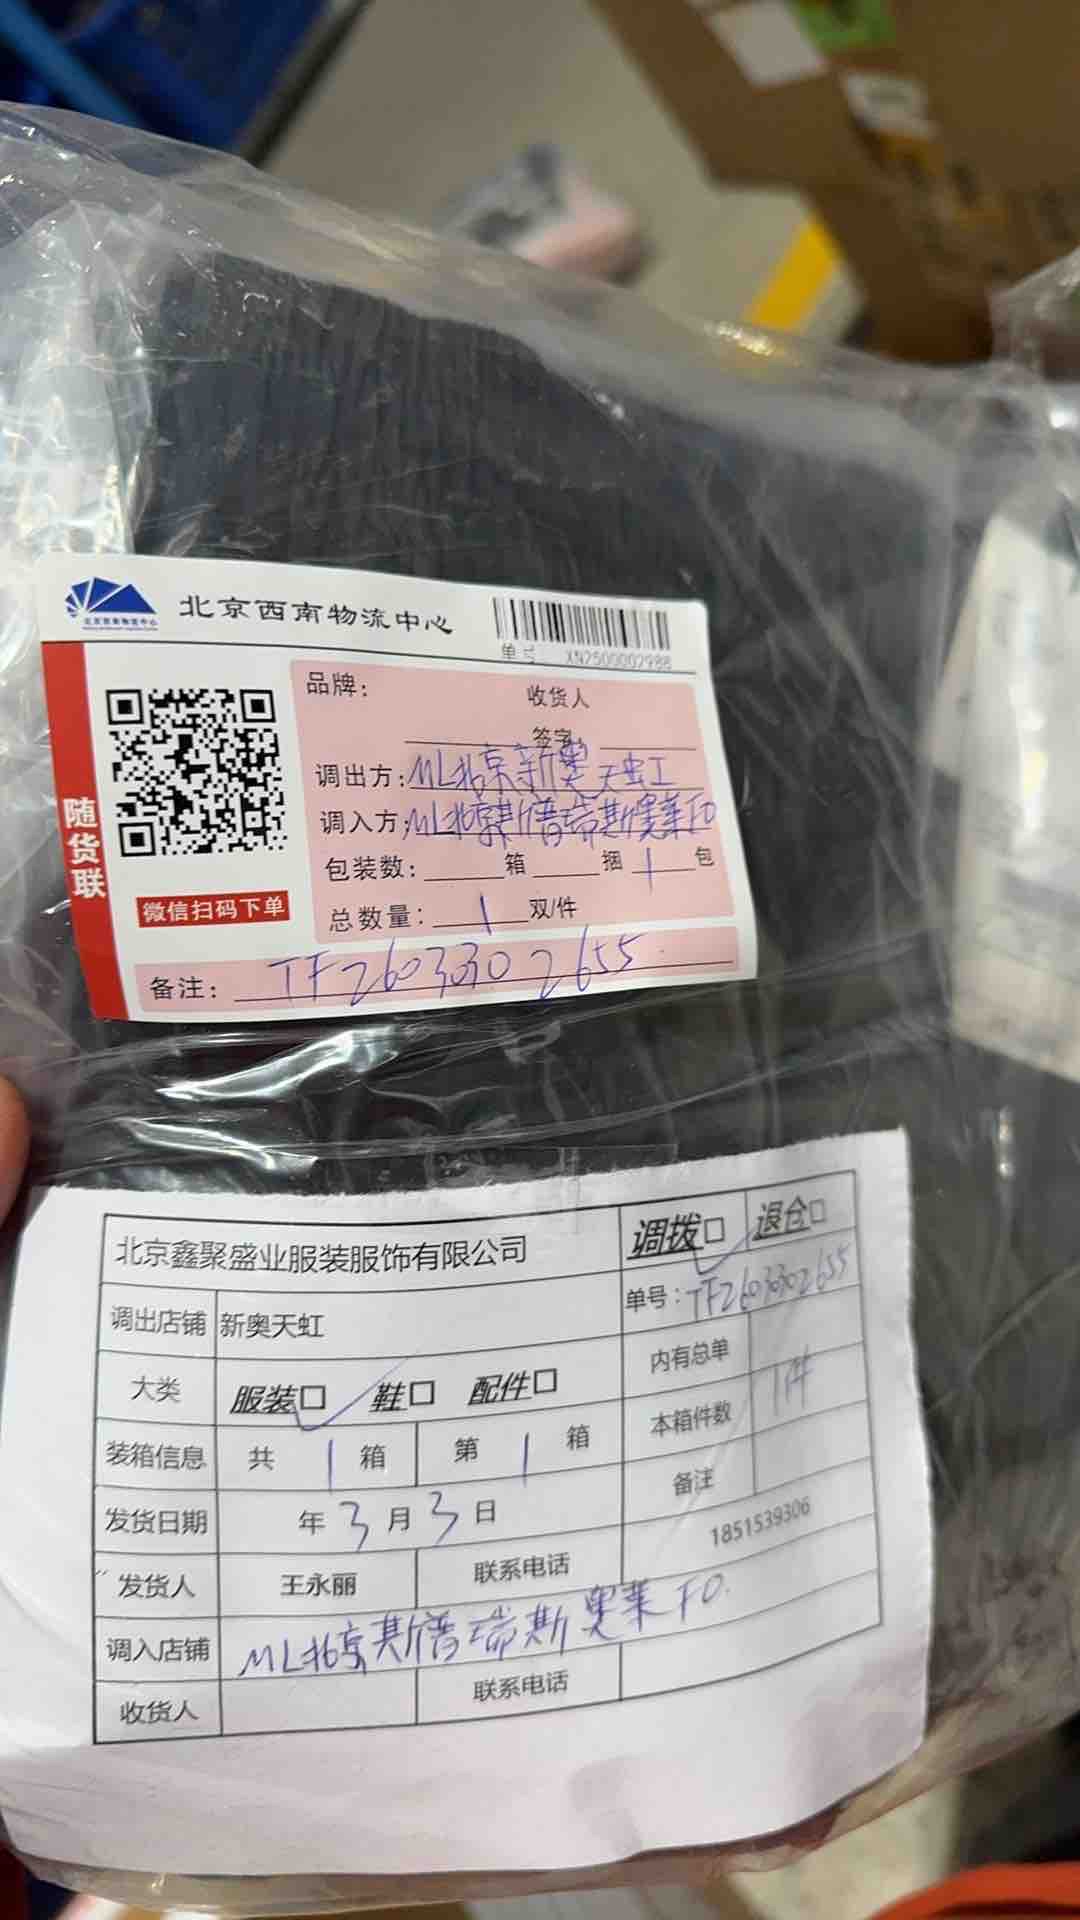 北京西南物流中心
XN2500002988
随货联
微信扫码下单
品牌：
收货人
签字
调出方：ML北京新奥天虹
调入方：ML北京斯普瑞斯奥莱FO
包装数： 箱 捆 1 包
总数量： 1 双/件
备注： TF2603302655
北京鑫聚盛业服装服饰有限公司 调拨☐ 退仓☐
调出店铺 新奥天虹 单号：TF2603302655
大类 服装☐ 鞋☐ 配件☐ 内有总单
装箱信息 共 1 箱 第 1 箱 本箱件数 1件
发货日期 年 3 月 3 日 备注
发货人 王永丽 联系电话 1851539306
调入店铺 ML北京斯普瑞斯奥莱FO.
收货人 联系电话